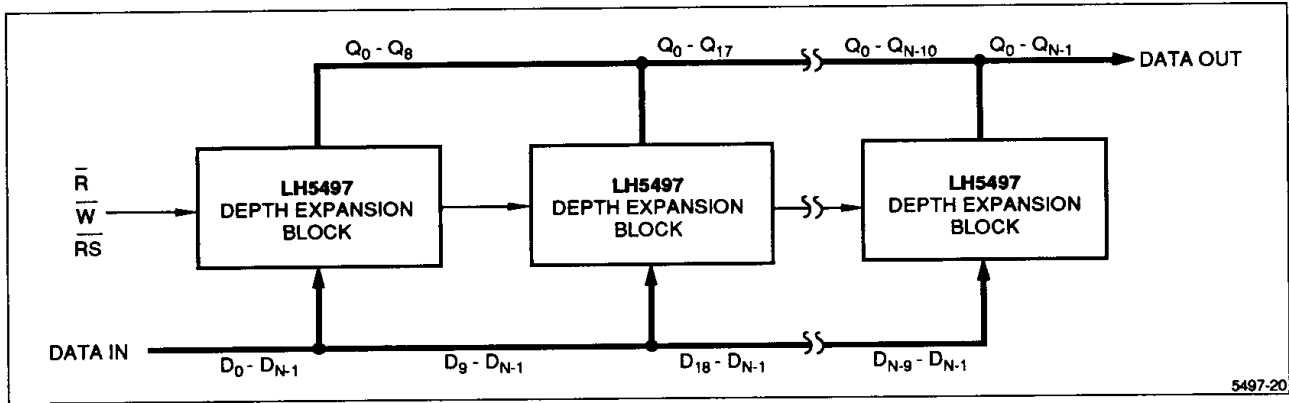 Q0 - Q8
Q0 - Q17
Q0 - QN-10
Q0 - QN-1
DATA OUT
R̅
W̅
R̅S̅
LH5497
DEPTH EXPANSION
BLOCK
LH5497
DEPTH EXPANSION
BLOCK
LH5497
DEPTH EXPANSION
BLOCK
DATA IN
D0 - DN-1
D9 - DN-1
D18 - DN-1
DN-9 - DN-1
5497-20